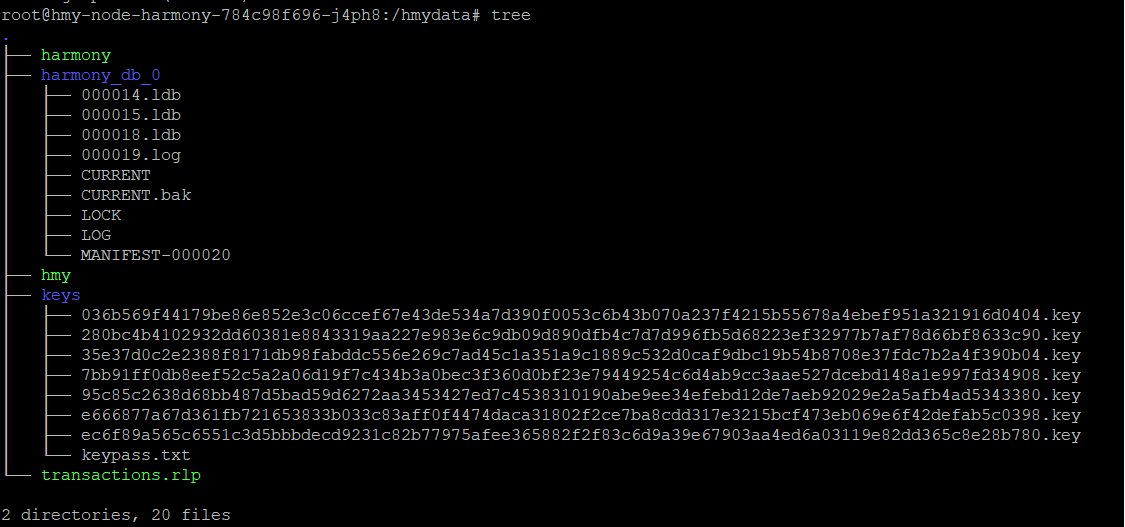 root@hmy-node-harmony-784c98f696-j4ph8:/hmydata# tree
.
├── harmony
├── harmony_db_0
│   ├── 000014.ldb
│   ├── 000015.ldb
│   ├── 000018.ldb
│   ├── 000019.log
│   ├── CURRENT
│   ├── CURRENT.bak
│   ├── LOCK
│   ├── LOG
│   └── MANIFEST-000020
├── hmy
├── keys
│   ├── 036b569f44179be86e852e3c06ccef67e43de534a7d390f0053c6b43b070a237f4215b55678a4ebef951a321916d0404.key
│   ├── 280bc4b4102932dd60381e8843319aa227e983e6c9db09d890dfb4c7d7d996fb5d68223ef32977b7af78d66bf8633c90.key
│   ├── 35e37d0c2e2388f8171db98fabddc556e269c7ad45c1a351a9c1889c532d0caf9dbc19b54b8708e37fdc7b2a4f390b04.key
│   ├── 7bb91ff0db8eef52c5a2a06d19f7c434b3a0bec3f360d0bf23e79449254c6d4ab9cc3aae527dcebd148a1e997fd34908.key
│   ├── 95c85c2638d68bb487d5bad59d6272aa3453427ed7c4538310190abe9ee34efebd12de7aeb92029e2a5afb4ad5343380.key
│   ├── e666877a67d361fb721653833b033c83aff0f4474daca31802f2ce7ba8cdd317e3215bcf473eb069e6f42defab5c0398.key
│   ├── ec6f89a565c6551c3d5bbbdecd9231c82b77975afee365882f2f83c6d9a39e67903aa4ed6a03119e82dd365c8e28b780.key
│   └── keypass.txt
└── transactions.rlp
2 directories, 20 files